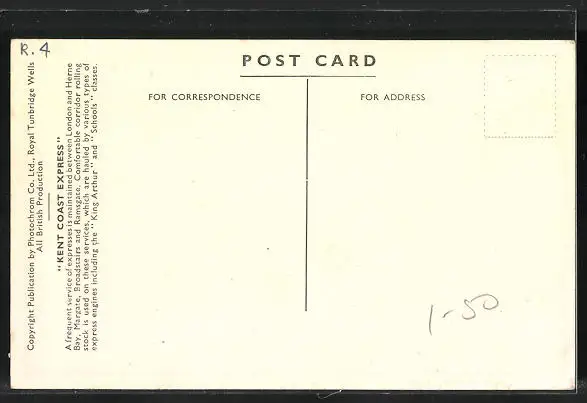 R.4
POST CARD
FOR CORRESPONDENCE
FOR ADDRESS
Copyright Publication by Photochrom Co. Ltd., Royal Tunbridge Wells
All British Production
"KENT COAST EXPRESS"
A frequent service of expresses is maintained between London and Herne
Bay, Margate, Broadstairs and Ramsgate. Comfortable corridor rolling
stock is used on these services, which are hauled by various types of
express engines including the "King Arthur" and "Schools" classes.
1-50